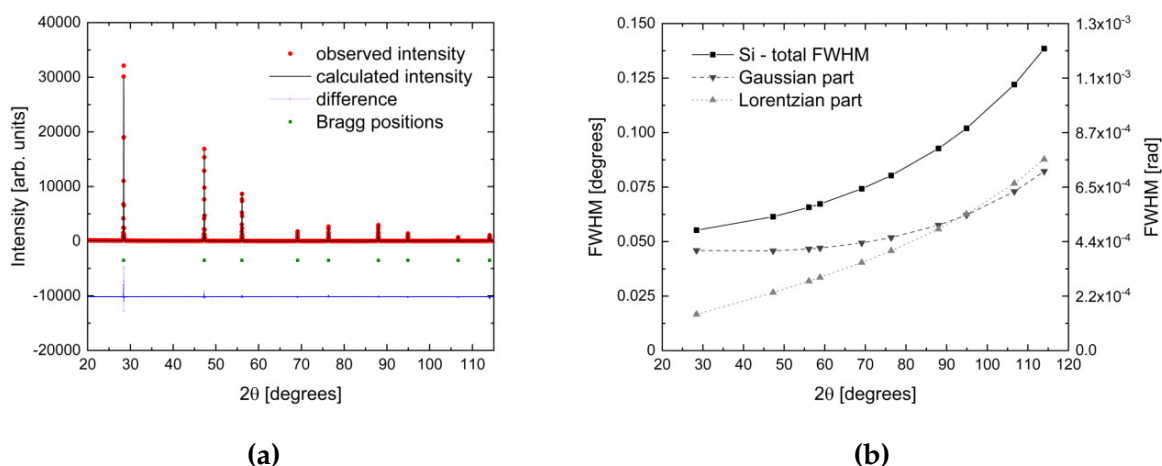 40000
30000
20000
10000
0
-10000
-20000
Intensity [arb. units]
observed intensity
calculated intensity
difference
Bragg positions
20 30 40 50 60 70 80 90 100 110
2θ [degrees]
(a)
0.150
0.125
0.100
0.075
0.050
0.025
0
FWHM [degrees]
Si - total FWHM
Gaussian part
Lorentzian part
1.3x10⁻³
1.1x10⁻³
8.7x10⁻⁴
6.5x10⁻⁴
4.4x10⁻⁴
2.2x10⁻⁴
0.0
FWHM [rad]
20 30 40 50 60 70 80 90 100 110 120
2θ [degrees]
(b)